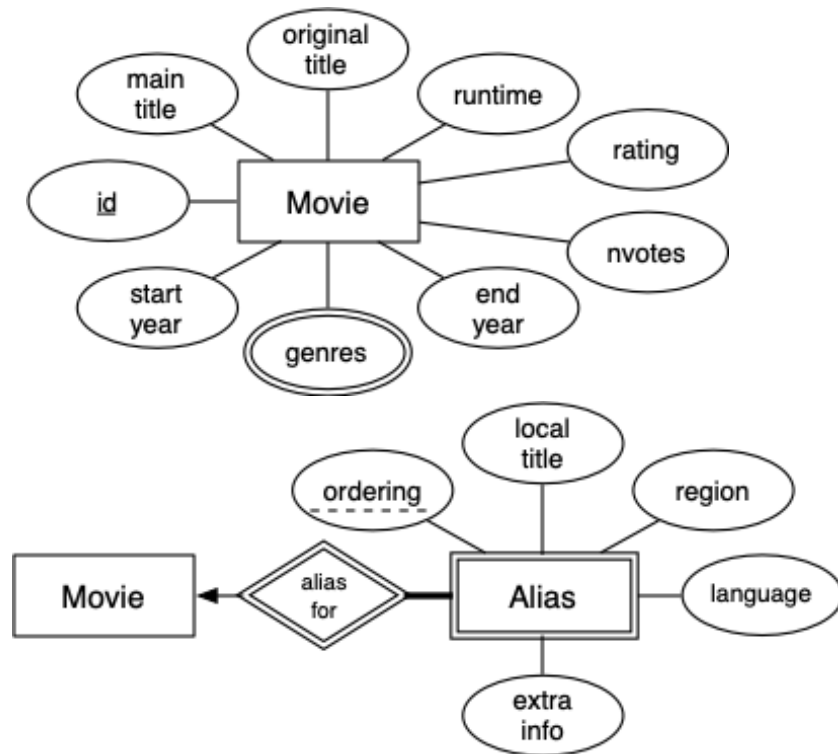 original
title
main
title
runtime
rating
id
Movie
nvotes
start
year
end
year
genres
local
title
ordering
region
Movie
alias
for
Alias
language
extra
info